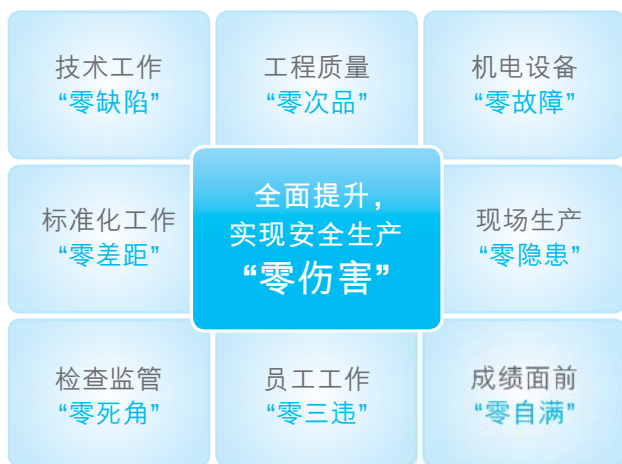 技术工作
“零缺陷”
工程质量
“零次品”
机电设备
“零故障”
标准化工作
“零差距”
全面提升，
实现安全生产
“零伤害”
现场生产
“零隐患”
检查监管
“零死角”
员工工作
“零三违”
成绩面前
“零自满”